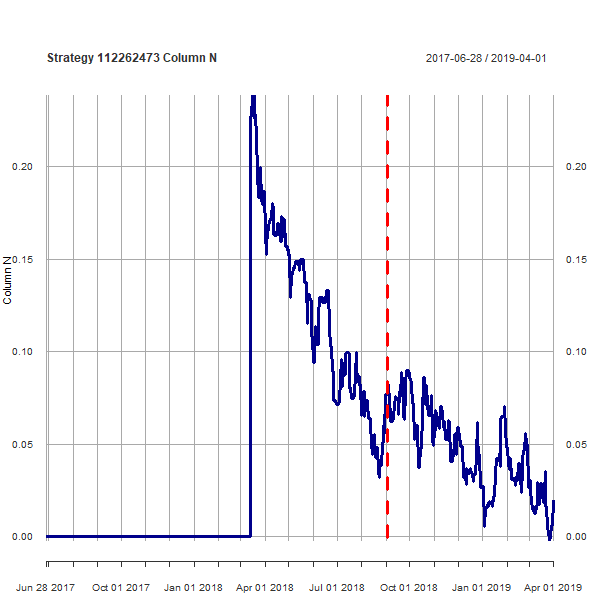 Strategy 112262473 Column N
2017-06-28 / 2019-04-01
Column N
0.20
0.15
0.10
0.05
0.00
0.20
0.15
0.10
0.05
0.00
Jun 28 2017
Oct 01 2017
Jan 01 2018
Apr 01 2018
Jul 01 2018
Oct 01 2018
Jan 01 2019
Apr 01 2019